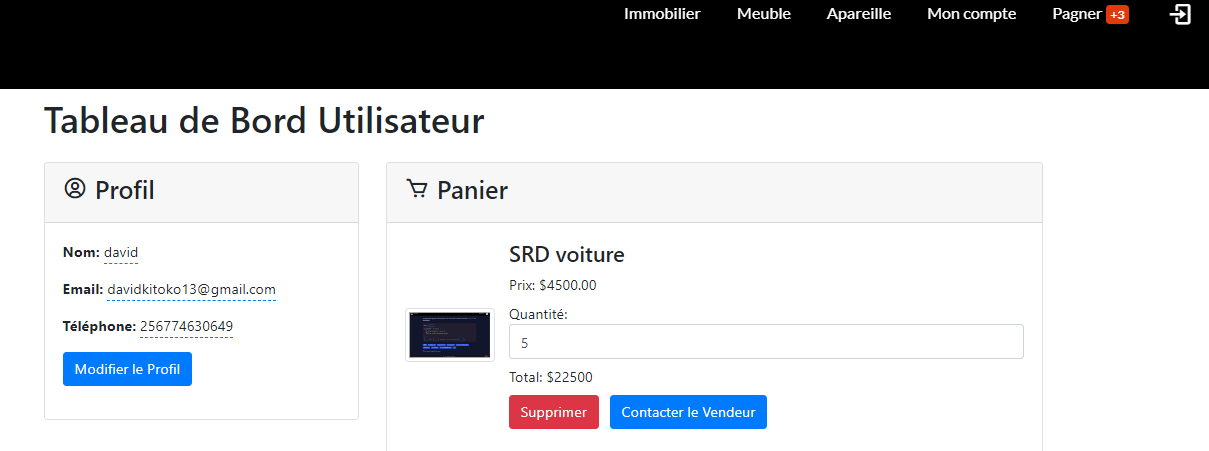 Immobilier Meuble Apareille Mon compte Pagner +3
Tableau de Bord Utilisateur
Profil
Nom: david
Email: davidkitoko13@gmail.com
Téléphone: 256774630649
Modifier le Profil
Panier
SRD voiture
Prix: $4500.00
Quantité:
5
Total: $22500
Supprimer Contacter le Vendeur